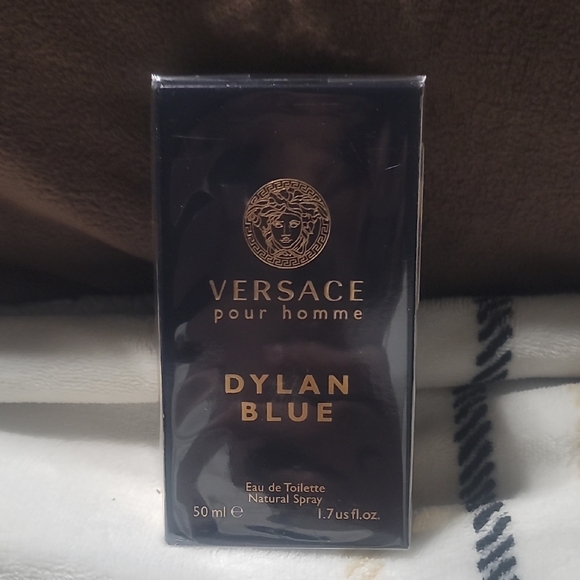 VERSACE
pour homme
DYLAN
BLUE
Eau de Toilette
Natural Spray
50 ml ℮ 1.7 us fl.oz.